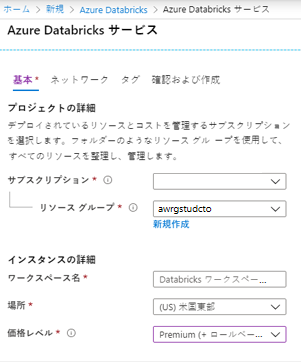 ホーム > 新規 > Azure Databricks > Azure Databricks サービス
Azure Databricks サービス
基本* ネットワーク タグ 確認および作成
プロジェクトの詳細
デプロイされているリソースとコストを管理するサブスクリプション
を選択します。フォルダーのようなリソース グル ープを使用して、
すべてのリソースを整理し、管理します。
サブスクリプション *
リソース グループ * awrgstudcto
新規作成
インスタンスの詳細
ワークスペース名 * Databricks ワークスペー...
場所 * (US) 米国東部
価格レベル * Premium (+ ロールベー...